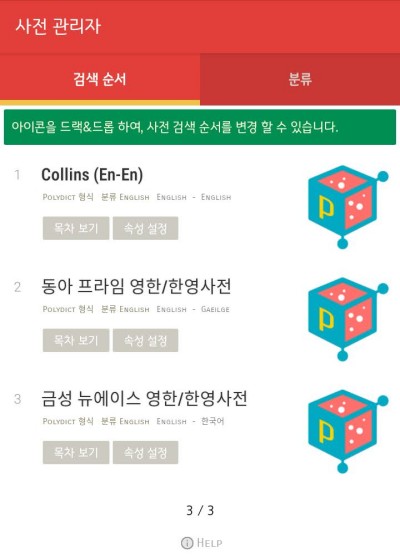 사전 관리자
검색 순서 분류
아이콘을 드랙&드롭 하여, 사전 검색 순서를 변경 할 수 있습니다.
1 Collins (En-En)
Polydict 형식 분류 English English - English
목차 보기 속성 설정
2 동아 프라임 영한/한영사전
Polydict 형식 분류 English English - Gaeilge
목차 보기 속성 설정
3 금성 뉴에이스 영한/한영사전
Polydict 형식 분류 English English - 한국어
목차 보기 속성 설정
3 / 3
Help